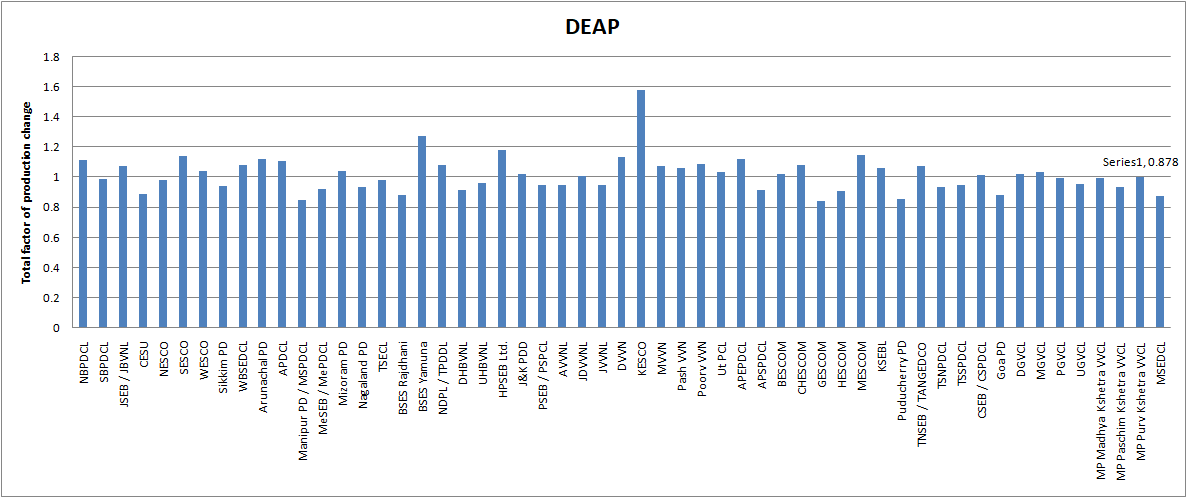 DEAP
Total factor of production change
1.8
1.6
1.4
1.2
1
0.8
0.6
0.4
0.2
0
Series1, 0.878
NBPDCL
SBPDCL
JSEB / JBVNL
CESU
NESCO
SESCO
WESCO
Sikkim PD
WBSEDCL
Arunachal PD
APDCL
Manipur PD / MSPDCL
MeSEB / MePDCL
Mizoram PD
Nagaland PD
TSECL
BSES Rajdhani
BSES Yamuna
NDPL / TPDDL
DHBVNL
UHBVNL
HPSEB Ltd.
J&K PDD
PSEB / PSPCL
AVVNL
JDVVNL
JVVNL
DVVN
KESCO
MVVN
Pash VVN
Poorv VVN
Ut PCL
APEPDCL
APSPDCL
BESCOM
CHESCOM
GESCOM
HESCOM
MESCOM
KSEBL
Puducherry PD
TNSEB / TANGEDCO
TSNPDCL
TSSPDCL
CSEB / CSPDCL
Goa PD
DGVCL
MGVCL
PGVCL
UGVCL
MP Madhya Kshetra VVCL
MP Paschim Kshetra VVCL
MP Purv Kshetra VVCL
MSEDCL